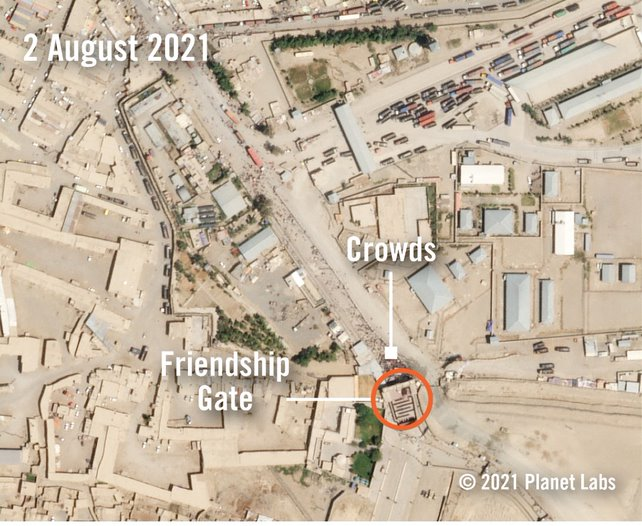 2 August 2021
Crowds
Friendship
Gate
© 2021 Planet Labs